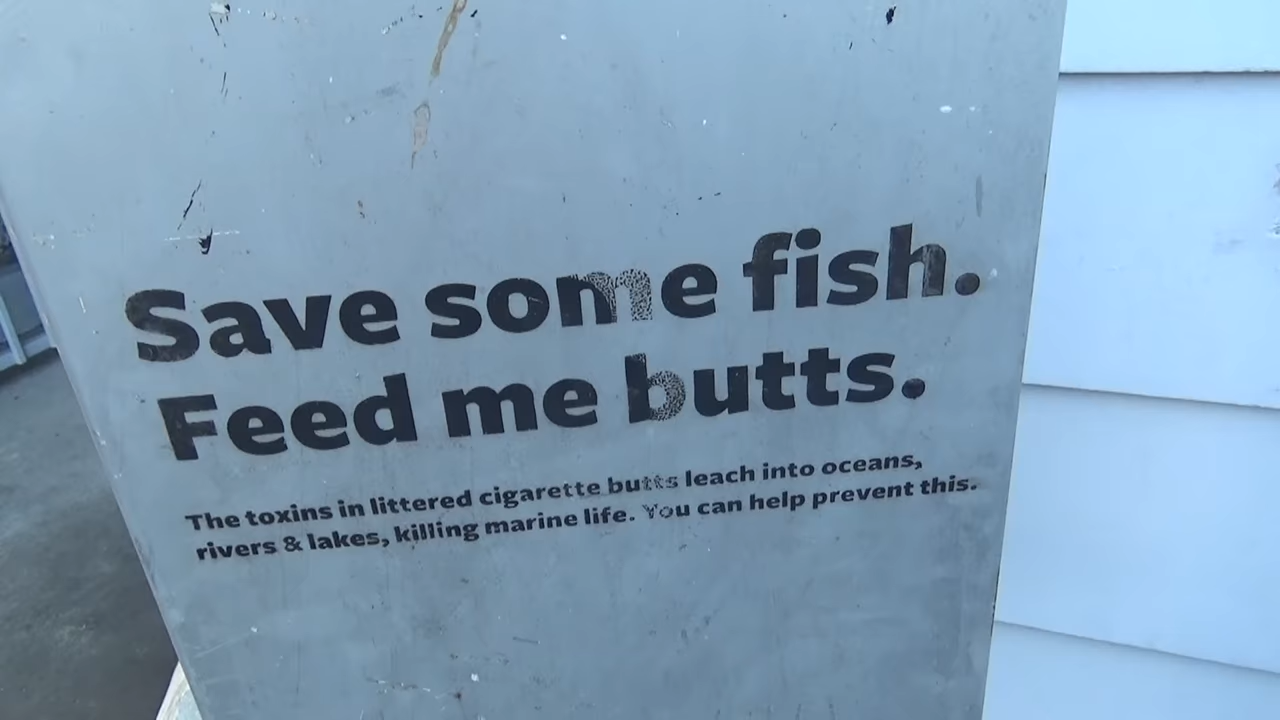 Save some fish.
Feed me butts.
The toxins in littered cigarette butts leach into oceans,
rivers & lakes, killing marine life. You can help prevent this.